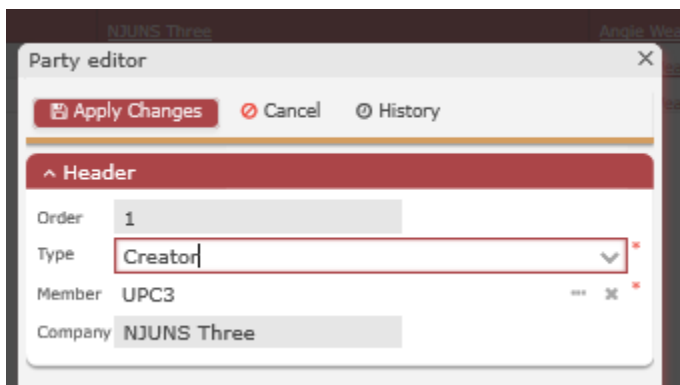 NJUNS Three Angie Wea
Party editor
Apply Changes Cancel History
Header
Order 1
Type Creator *
Member UPC3 *
Company NJUNS Three